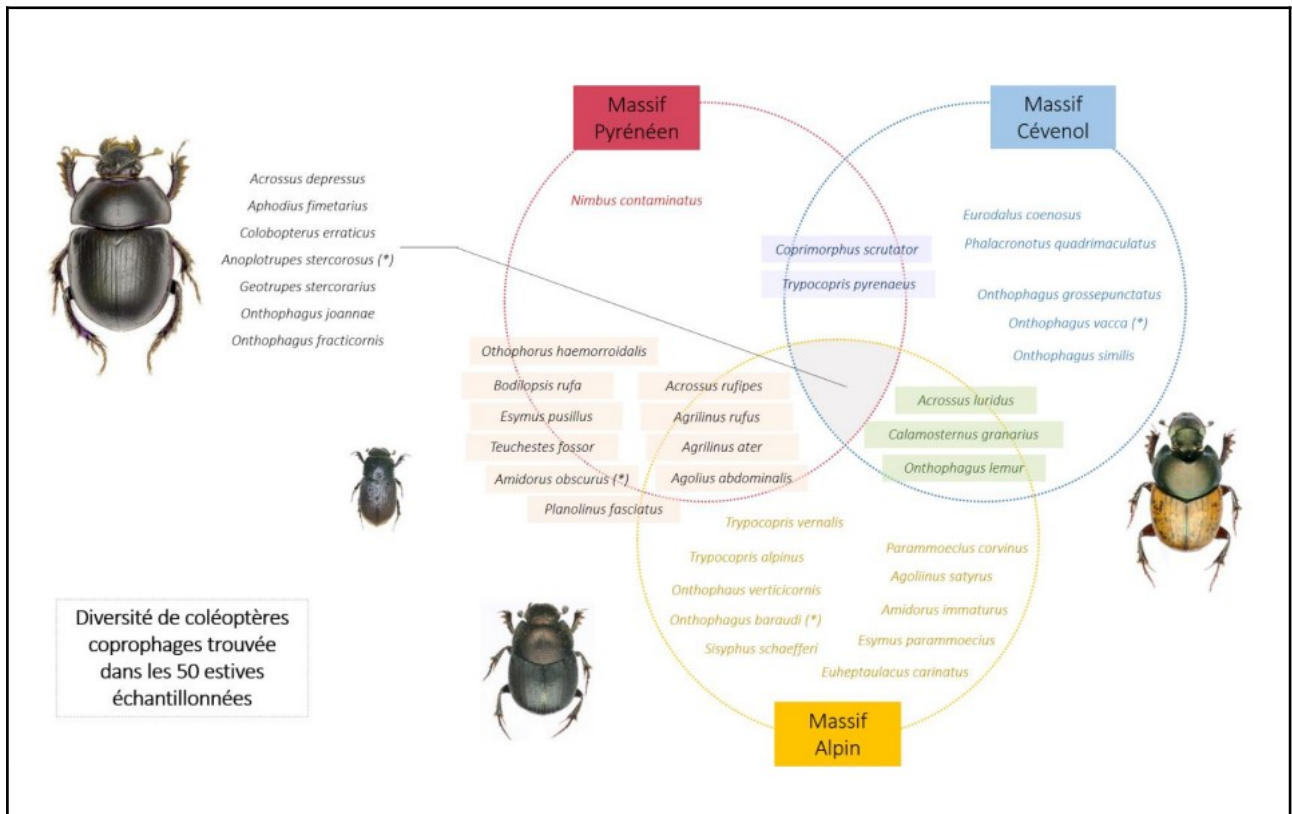 Massif
Pyrénéen
Massif
Cévenol
Acrossus depressus
Aphodius fimetarius
Colobopterus erraticus
Anoplotrupes stercorosus (*)
Geotrupes stercorarius
Onthophagus joannae
Onthophagus fracticornis
Nimbus contaminatus
Coprimorphus scrutator
Trypocopris pyrenaeus
Eurodalus coenosus
Phalacronotus quadrimaculatus
Onthophagus grossepunctatus
Onthophagus vacca (*)
Onthophagus similis
Othophorus haemorroidalis
Bodilopsis rufa
Esymus pusillus
Teuchestes fossor
Amidorus obscurus (*)
Planolinus fasciatus
Acrossus rufipes
Agrilinus rufus
Agrilinus ater
Agolius abdominalis
Acrossus luridus
Calamosternus granarius
Onthophagus lemur
Trypocopris vernalis
Trypocopris alpinus
Onthophaus verticicornis
Onthophagus baraudi (*)
Sisyphus schaefferi
Parammoecius corvinus
Agoliinus satyrus
Amidorus immaturus
Esymus parammoecius
Euheptaulacus carinatus
Diversité de coléoptères
coprophages trouvée
dans les 50 estives
échantillonnées
Massif
Alpin